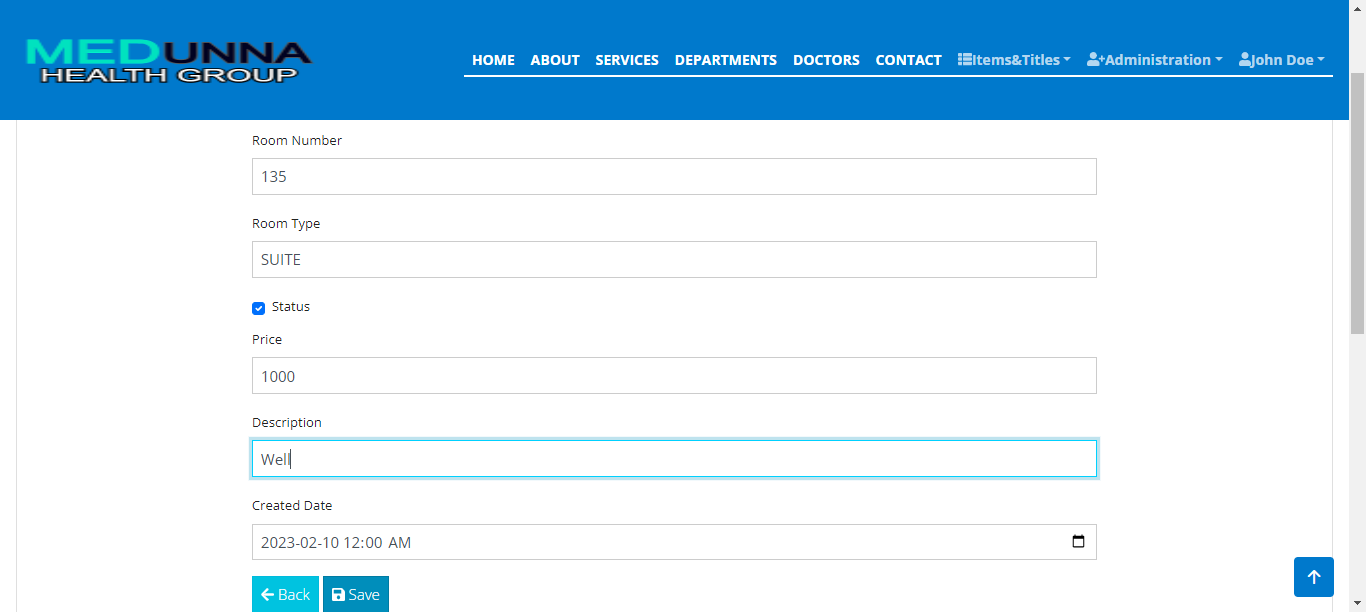 MEDUNNA
HEALTH GROUP
HOME ABOUT SERVICES DEPARTMENTS DOCTORS CONTACT Items&Titles Administration John Doe
Room Number
135
Room Type
SUITE
Status
Price
1000
Description
Well
Created Date
2023-02-10 12:00 AM
Back Save